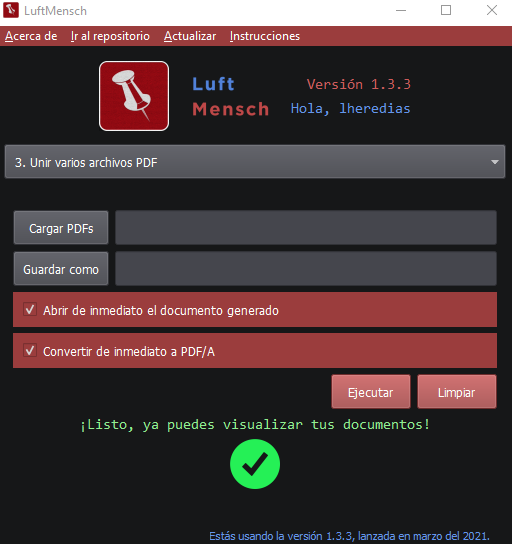 LuftMensch
Acerca de Ir al repositorio Actualizar Instrucciones
Luft
Mensch
Versión 1.3.3
Hola, lheredias
3. Unir varios archivos PDF
Cargar PDFs
Guardar como
Abrir de inmediato el documento generado
Convertir de inmediato a PDF/A
Ejecutar Limpiar
¡Listo, ya puedes visualizar tus documentos!
Estás usando la versión 1.3.3, lanzada en marzo del 2021.